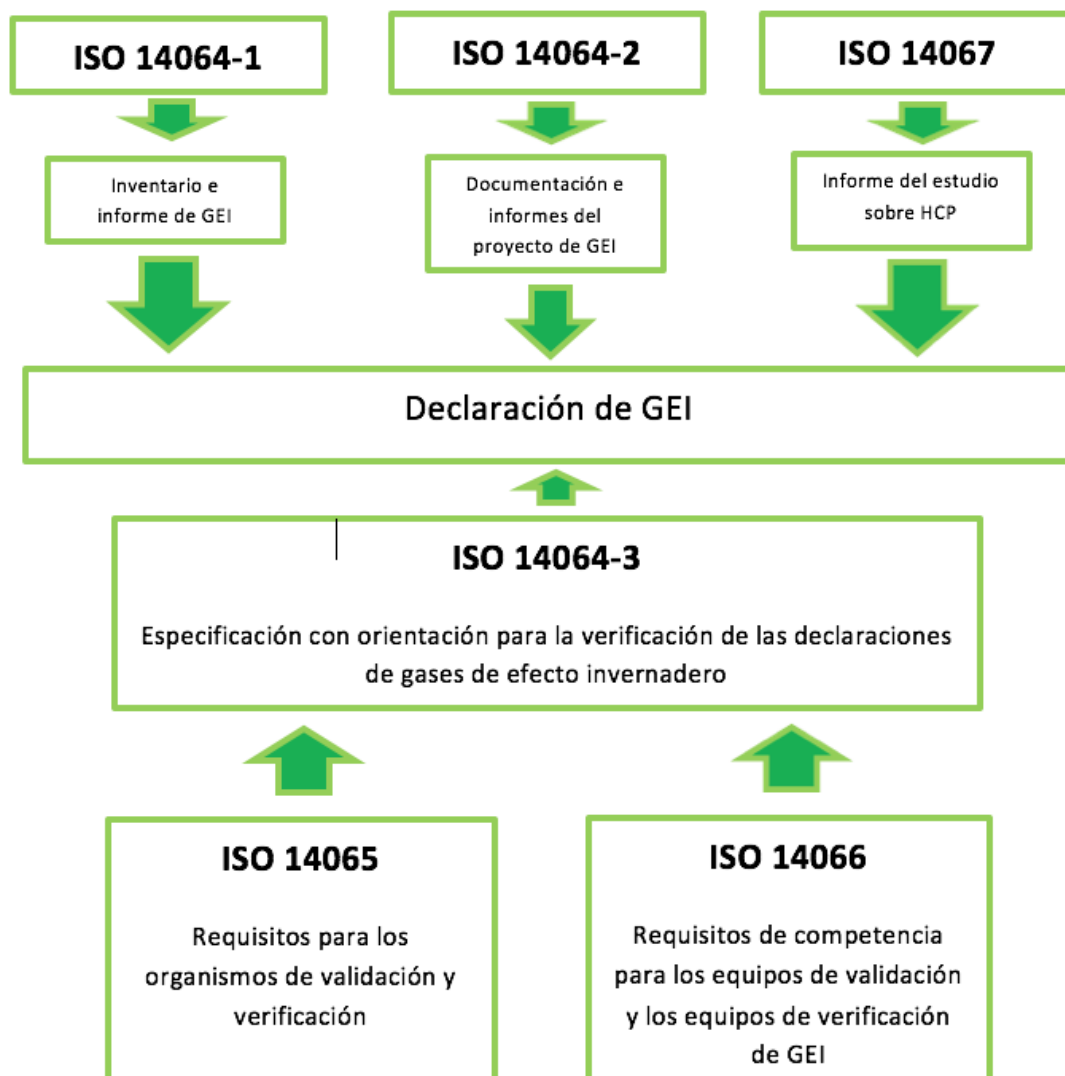 ISO 14064-1
ISO 14064-2
ISO 14067
Inventario e
informe de GEI
Documentación e
informes del
proyecto de GEI
Informe del estudio
sobre HCP
Declaración de GEI
ISO 14064-3
Especificación con orientación para la verificación de las declaraciones
de gases de efecto invernadero
ISO 14065
Requisitos para los
organismos de validación y
verificación
ISO 14066
Requisitos de competencia
para los equipos de validación
y los equipos de verificación
de GEI